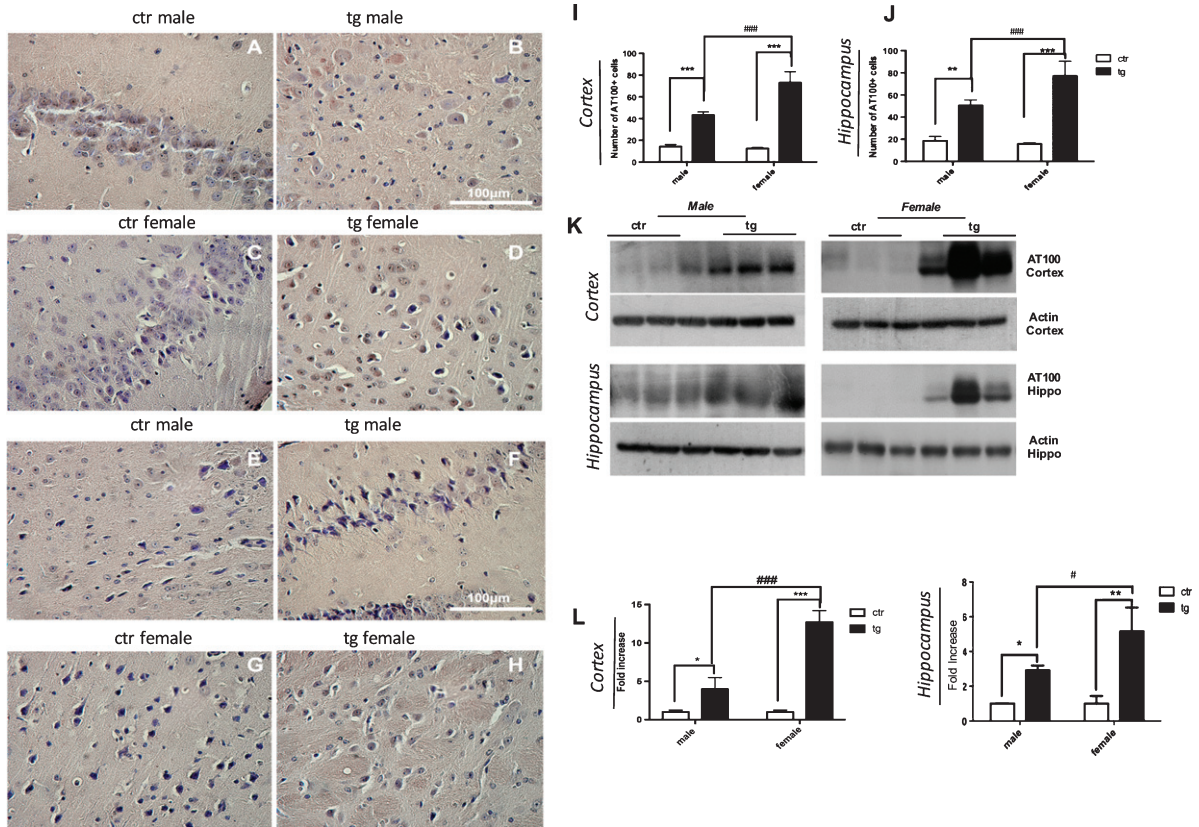 ctr male
tg male
A
B
100μm
ctr female
tg female
C
D
ctr male
tg male
E
F
100μm
ctr female
tg female
G
H
I
Cortex
Number of AT100+ cells
100
80
60
40
20
0
***
***
###
male
female
J
Hippocampus
Number of AT100+ cells
100
80
60
40
20
0
**
***
###
male
female
ctr
tg
K
Male
Female
ctr
tg
ctr
tg
Cortex
AT100
Cortex
Actin
Cortex
Hippocampus
AT100
Hippo
Actin
Hippo
L
Cortex
Fold increase
15
10
5
0
*
***
###
male
female
ctr
tg
Hippocampus
Fold Increase
8
6
4
2
0
*
**
#
male
female
ctr
tg